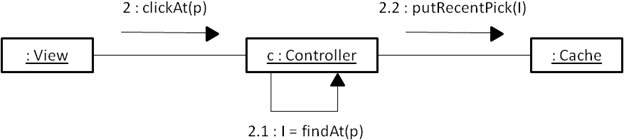 2 : clickAt(p)
2.2 : putRecentPick(I)
: View
c : Controller
: Cache
2.1 : I = findAt(p)